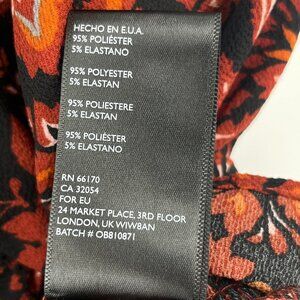 HECHO EN E.U.A.
95% POLIÉSTER
5% ELASTANO
95% POLYESTER
5% ELASTAN
95% POLIESTERE
5% ELASTAN
95% POLIÉSTER
5% ELASTANO
RN 66170
CA 32054
FOR EU
24 MARKET PLACE, 3RD FLOOR
LONDON, UK WIW8AN
BATCH # OB810871